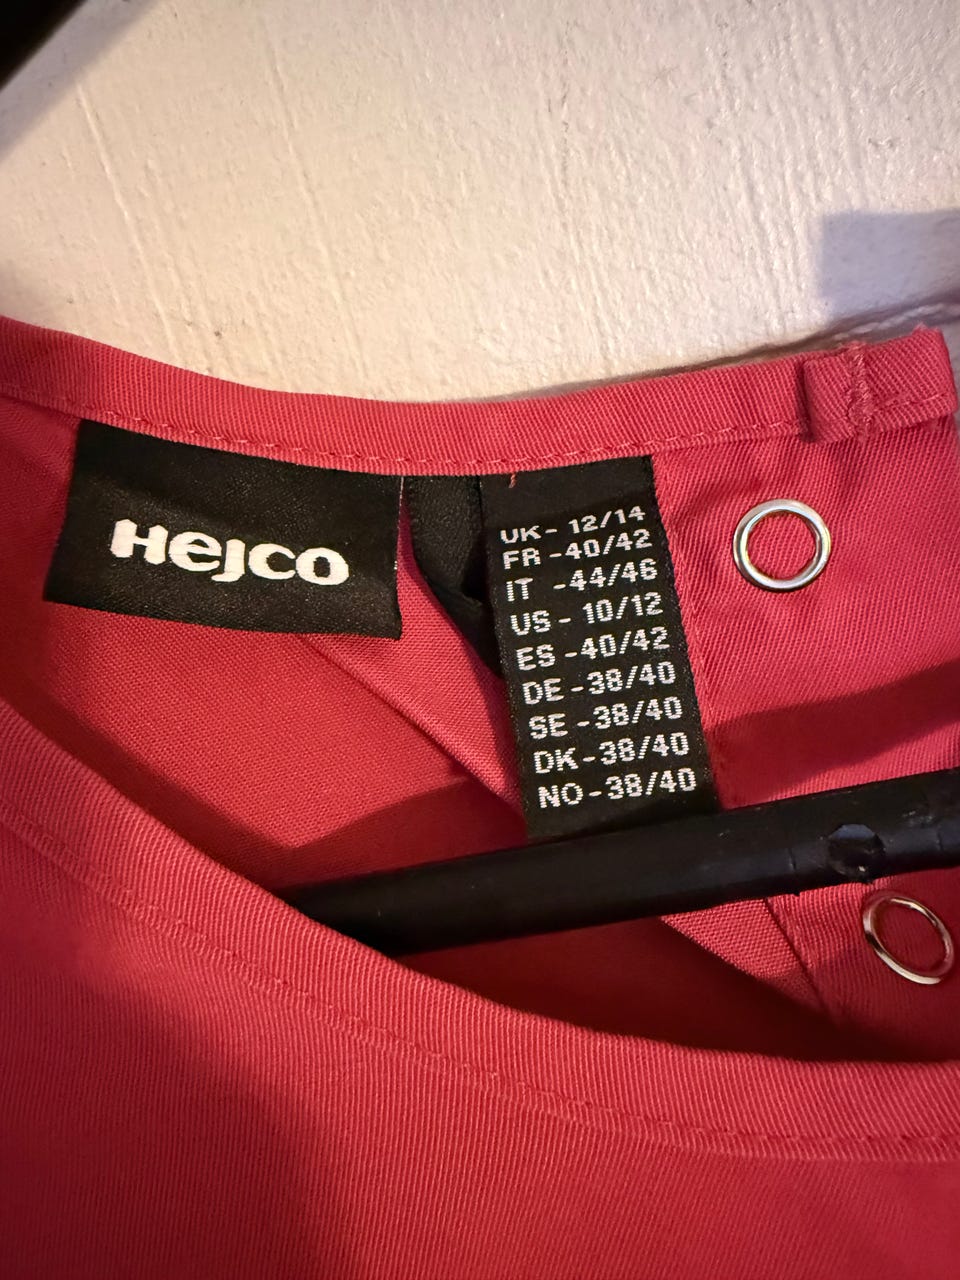 Hejco
UK - 12/14
FR - 40/42
IT - 44/46
US - 10/12
ES - 40/42
DE - 38/40
SE - 38/40
DK - 38/40
NO - 38/40